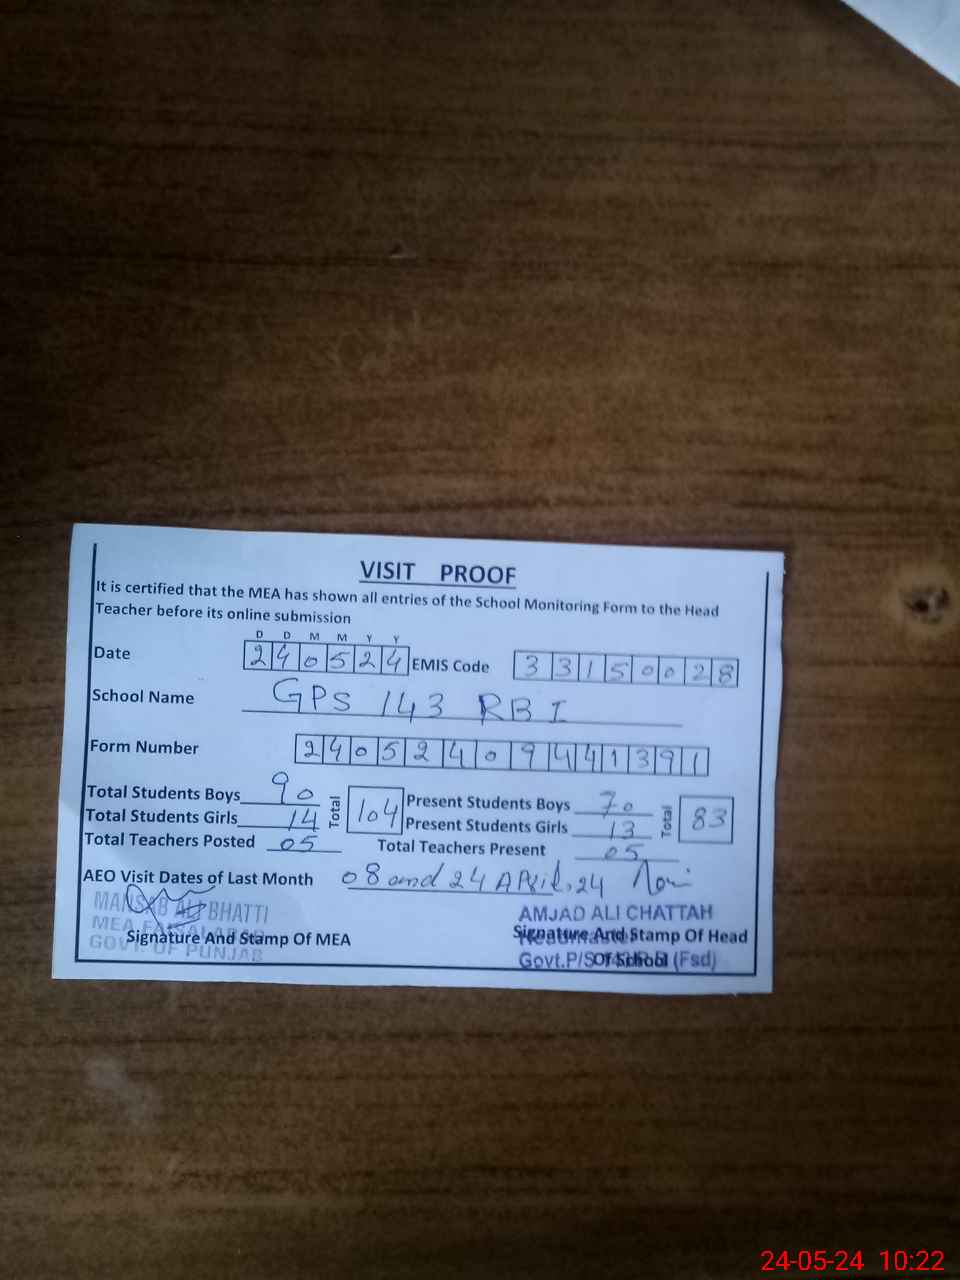 VISIT PROOF
It is certified that the MEA has shown all entries of the School Monitoring Form to the Head
Teacher before its online submission
D D M M Y Y
Date 240524 EMIS Code 33150028
School Name GPS 143 RB I
Form Number 24052409441391
Total Students Boys 90 Total 104 Present Students Boys 70 Total 83
Total Students Girls 14 Present Students Girls 13
Total Teachers Posted 05 Total Teachers Present 05
AEO Visit Dates of Last Month 08 and 24 April, 24
MANSAB ALI BHATTI
MEA FAISALABAD
GOVT. OF PUNJAB
Signature And Stamp Of MEA
AMJAD ALI CHATTAH
Headmaster
Signature And Stamp Of Head
Of School
Govt.P/S (Fsd)
24-05-24 10:22